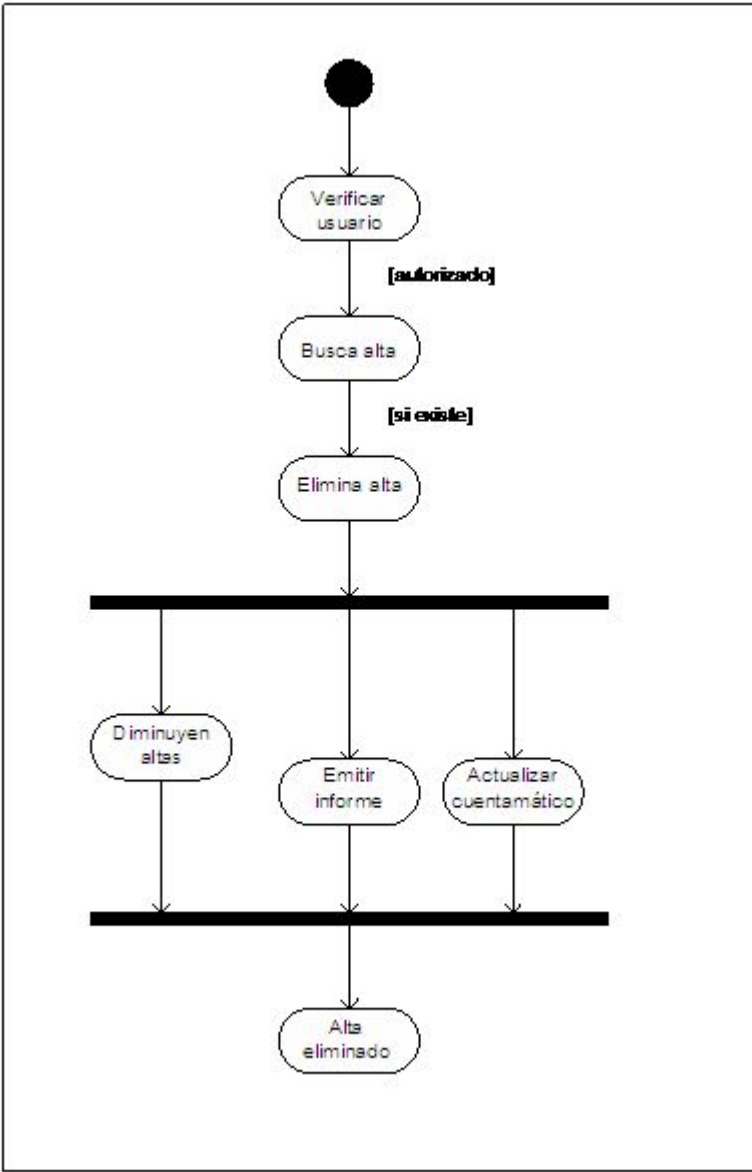 Verificar
usuario
[autorizado]
Busca alta
[si existe]
Elimina alta
Diminuyen
altas
Emitir
informe
Actualizar
cuentamático
Alta
eliminado